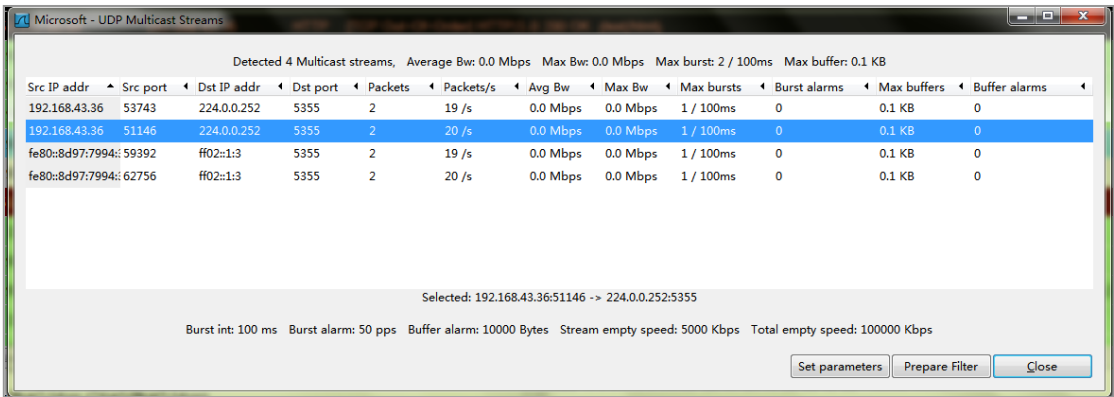 Microsoft - UDP Multicast Streams
Detected 4 Multicast streams, Average Bw: 0.0 Mbps Max Bw: 0.0 Mbps Max burst: 2 / 100ms Max buffer: 0.1 KB
Src IP addr Src port Dst IP addr Dst port Packets Packets/s Avg Bw Max Bw Max bursts Burst alarms Max buffers Buffer alarms
192.168.43.36 53743 224.0.0.252 5355 2 19 /s 0.0 Mbps 0.0 Mbps 1 / 100ms 0 0.1 KB 0
192.168.43.36 51146 224.0.0.252 5355 2 20 /s 0.0 Mbps 0.0 Mbps 1 / 100ms 0 0.1 KB 0
fe80::8d97:7994: 59392 ff02::1:3 5355 2 19 /s 0.0 Mbps 0.0 Mbps 1 / 100ms 0 0.1 KB 0
fe80::8d97:7994: 62756 ff02::1:3 5355 2 20 /s 0.0 Mbps 0.0 Mbps 1 / 100ms 0 0.1 KB 0
Selected: 192.168.43.36:51146 -> 224.0.0.252:5355
Burst int: 100 ms Burst alarm: 50 pps Buffer alarm: 10000 Bytes Stream empty speed: 5000 Kbps Total empty speed: 100000 Kbps
Set parameters Prepare Filter Close